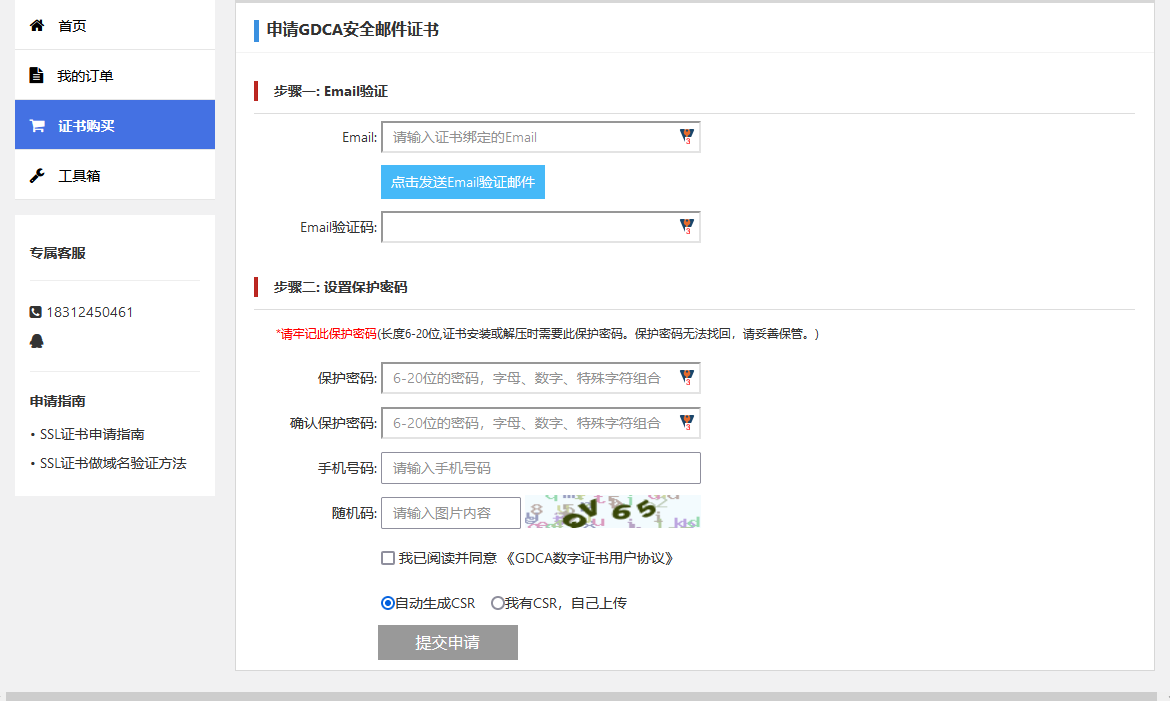 首页
我的订单
证书购买
工具箱
专属客服
18312450461
申请指南
• SSL证书申请指南
• SSL证书做域名验证方法
申请GDCA安全邮件证书
步骤一: Email验证
Email: 请输入证书绑定的Email
点击发送Email验证邮件
Email验证码:
步骤二: 设置保护密码
*请牢记此保护密码(长度6-20位,证书安装或解压时需要此保护密码。保护密码无法找回，请妥善保管。)
保护密码: 6-20位的密码，字母、数字、特殊字符组合
确认保护密码: 6-20位的密码，字母、数字、特殊字符组合
手机号码: 请输入手机号码
随机码: 请输入图片内容
我已阅读并同意 《GDCA数字证书用户协议》
自动生成CSR 我有CSR，自己上传
提交申请